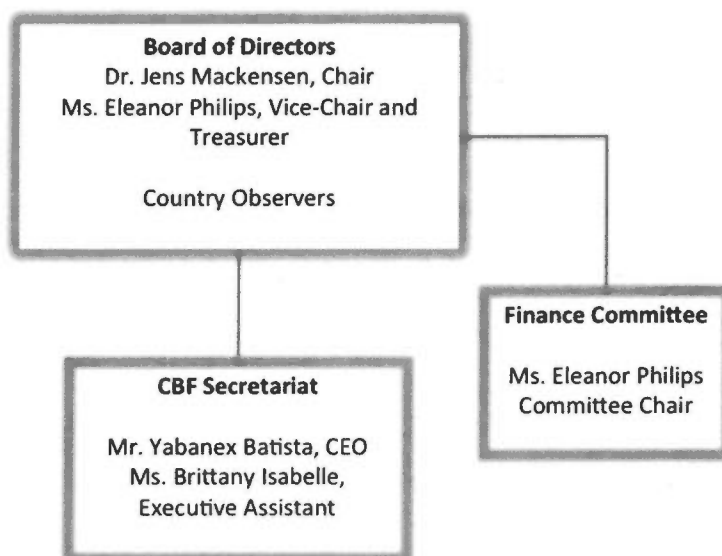 Board of Directors
Dr. Jens Mackensen, Chair
Ms. Eleanor Philips, Vice-Chair and
Treasurer
Country Observers
Finance Committee
Ms. Eleanor Philips
Committee Chair
CBF Secretariat
Mr. Yabanex Batista, CEO
Ms. Brittany Isabelle,
Executive Assistant